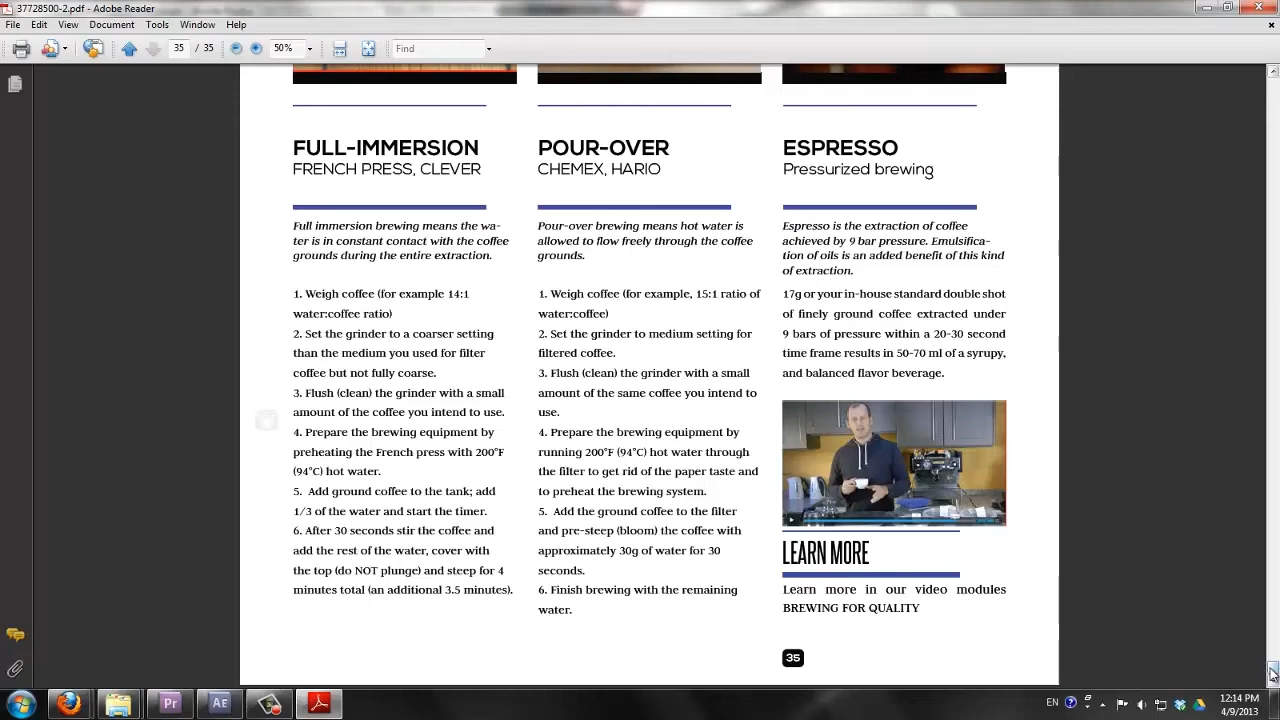 37728500-2.pdf - Adobe Reader
File Edit View Document Tools Window Help
35 / 35 50% Find
FULL-IMMERSION
FRENCH PRESS, CLEVER
Full immersion brewing means the wa-
ter is in constant contact with the coffee
grounds during the entire extraction.
1. Weigh coffee (for example 14:1
water:coffee ratio)
2. Set the grinder to a coarser setting
than the medium you used for filter
coffee but not fully coarse.
3. Flush (clean) the grinder with a small
amount of the coffee you intend to use.
4. Prepare the brewing equipment by
preheating the French press with 200°F
(94°C) hot water.
5. Add ground coffee to the tank; add
1/3 of the water and start the timer.
6. After 30 seconds stir the coffee and
add the rest of the water, cover with
the top (do NOT plunge) and steep for 4
minutes total (an additional 3.5 minutes).
POUR-OVER
CHEMEX, HARIO
Pour-over brewing means hot water is
allowed to flow freely through the coffee
grounds.
1. Weigh coffee (for example, 15:1 ratio of
water:coffee)
2. Set the grinder to medium setting for
filtered coffee.
3. Flush (clean) the grinder with a small
amount of the same coffee you intend to
use.
4. Prepare the brewing equipment by
running 200°F (94°C) hot water through
the filter to get rid of the paper taste and
to preheat the brewing system.
5. Add the ground coffee to the filter
and pre-steep (bloom) the coffee with
approximately 30g of water for 30
seconds.
6. Finish brewing with the remaining
water.
ESPRESSO
Pressurized brewing
Espresso is the extraction of coffee
achieved by 9 bar pressure. Emulsifica-
tion of oils is an added benefit of this kind
of extraction.
17g or your in-house standard double shot
of finely ground coffee extracted under
9 bars of pressure within a 20-30 second
time frame results in 50-70 ml of a syrupy,
and balanced flavor beverage.
LEARN MORE
Learn more in our video modules
BREWING FOR QUALITY
35
Pr Ae EN
12:14 PM
4/9/2013